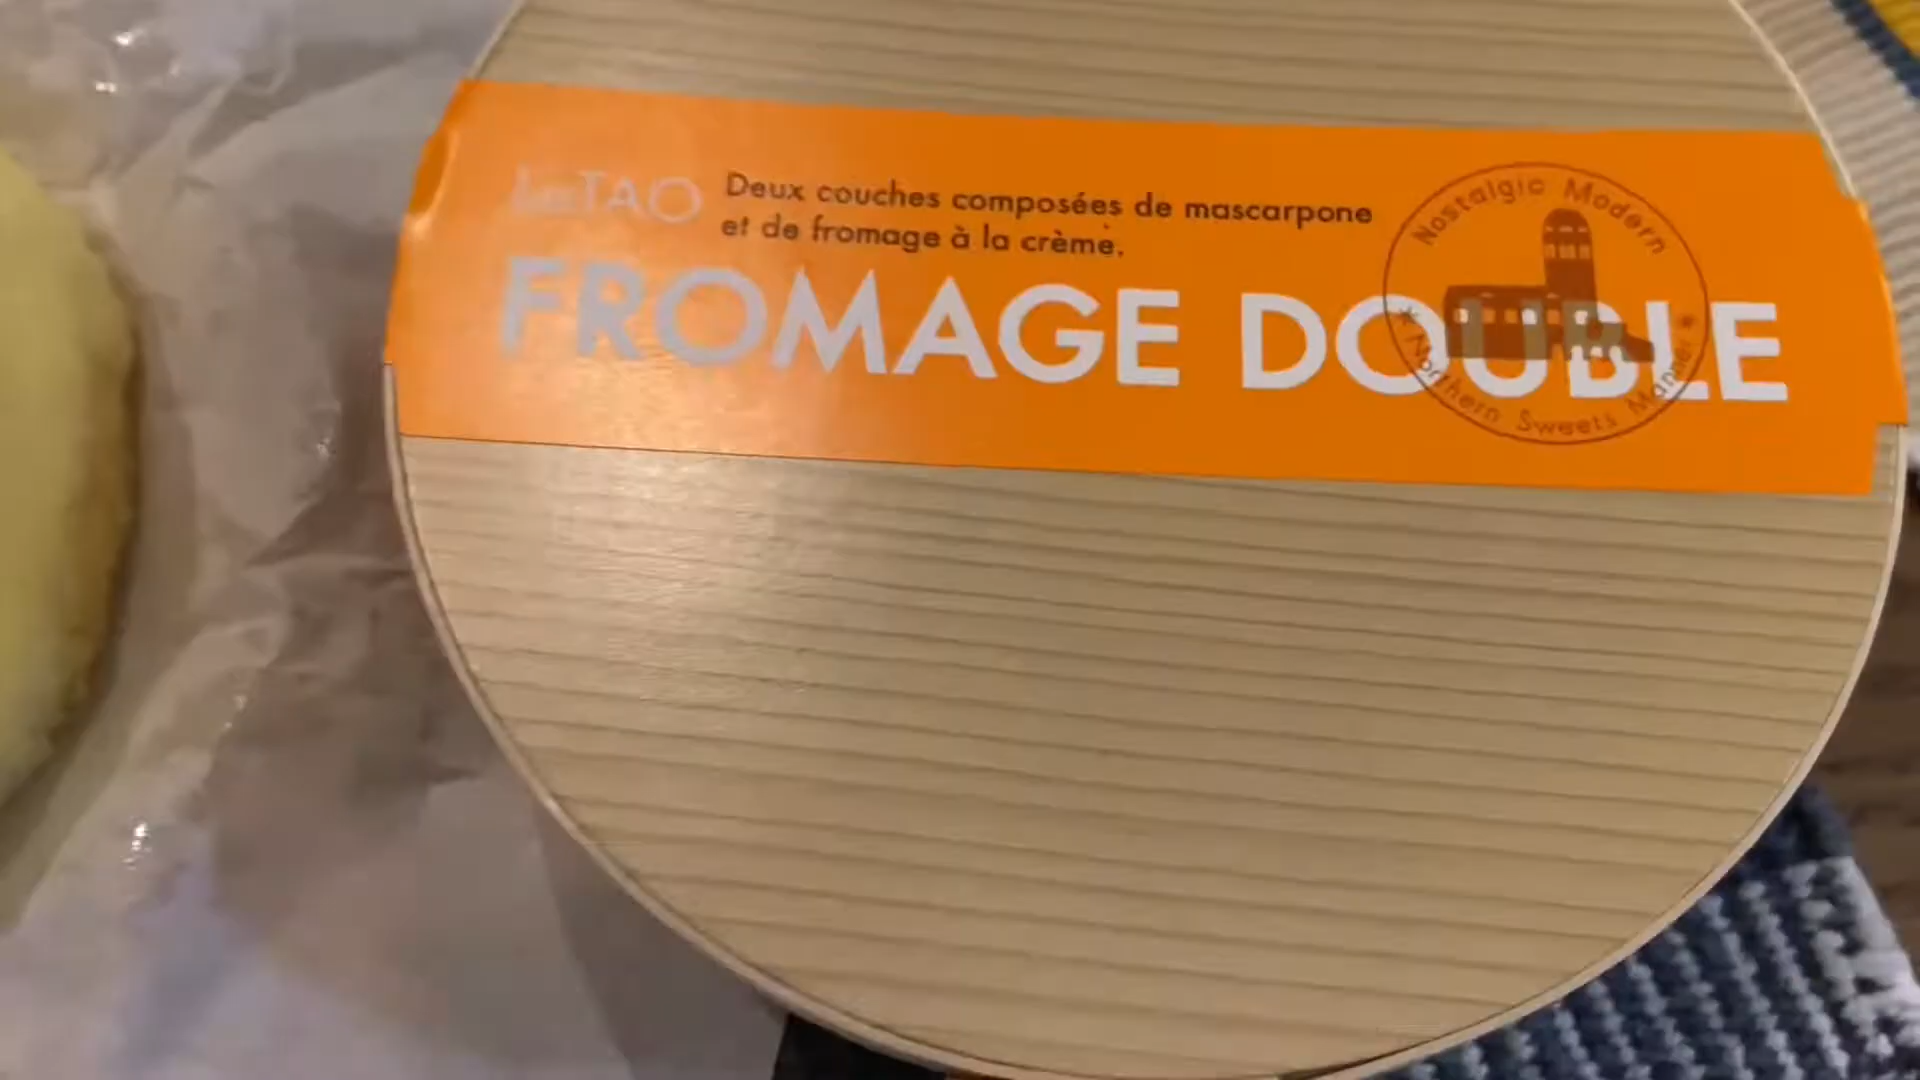 LeTAO
Deux couches composées de mascarpone
et de fromage à la crème.
FROMAGE DOUBLE
Nostalgic Modern
* Northern Sweets Manner *